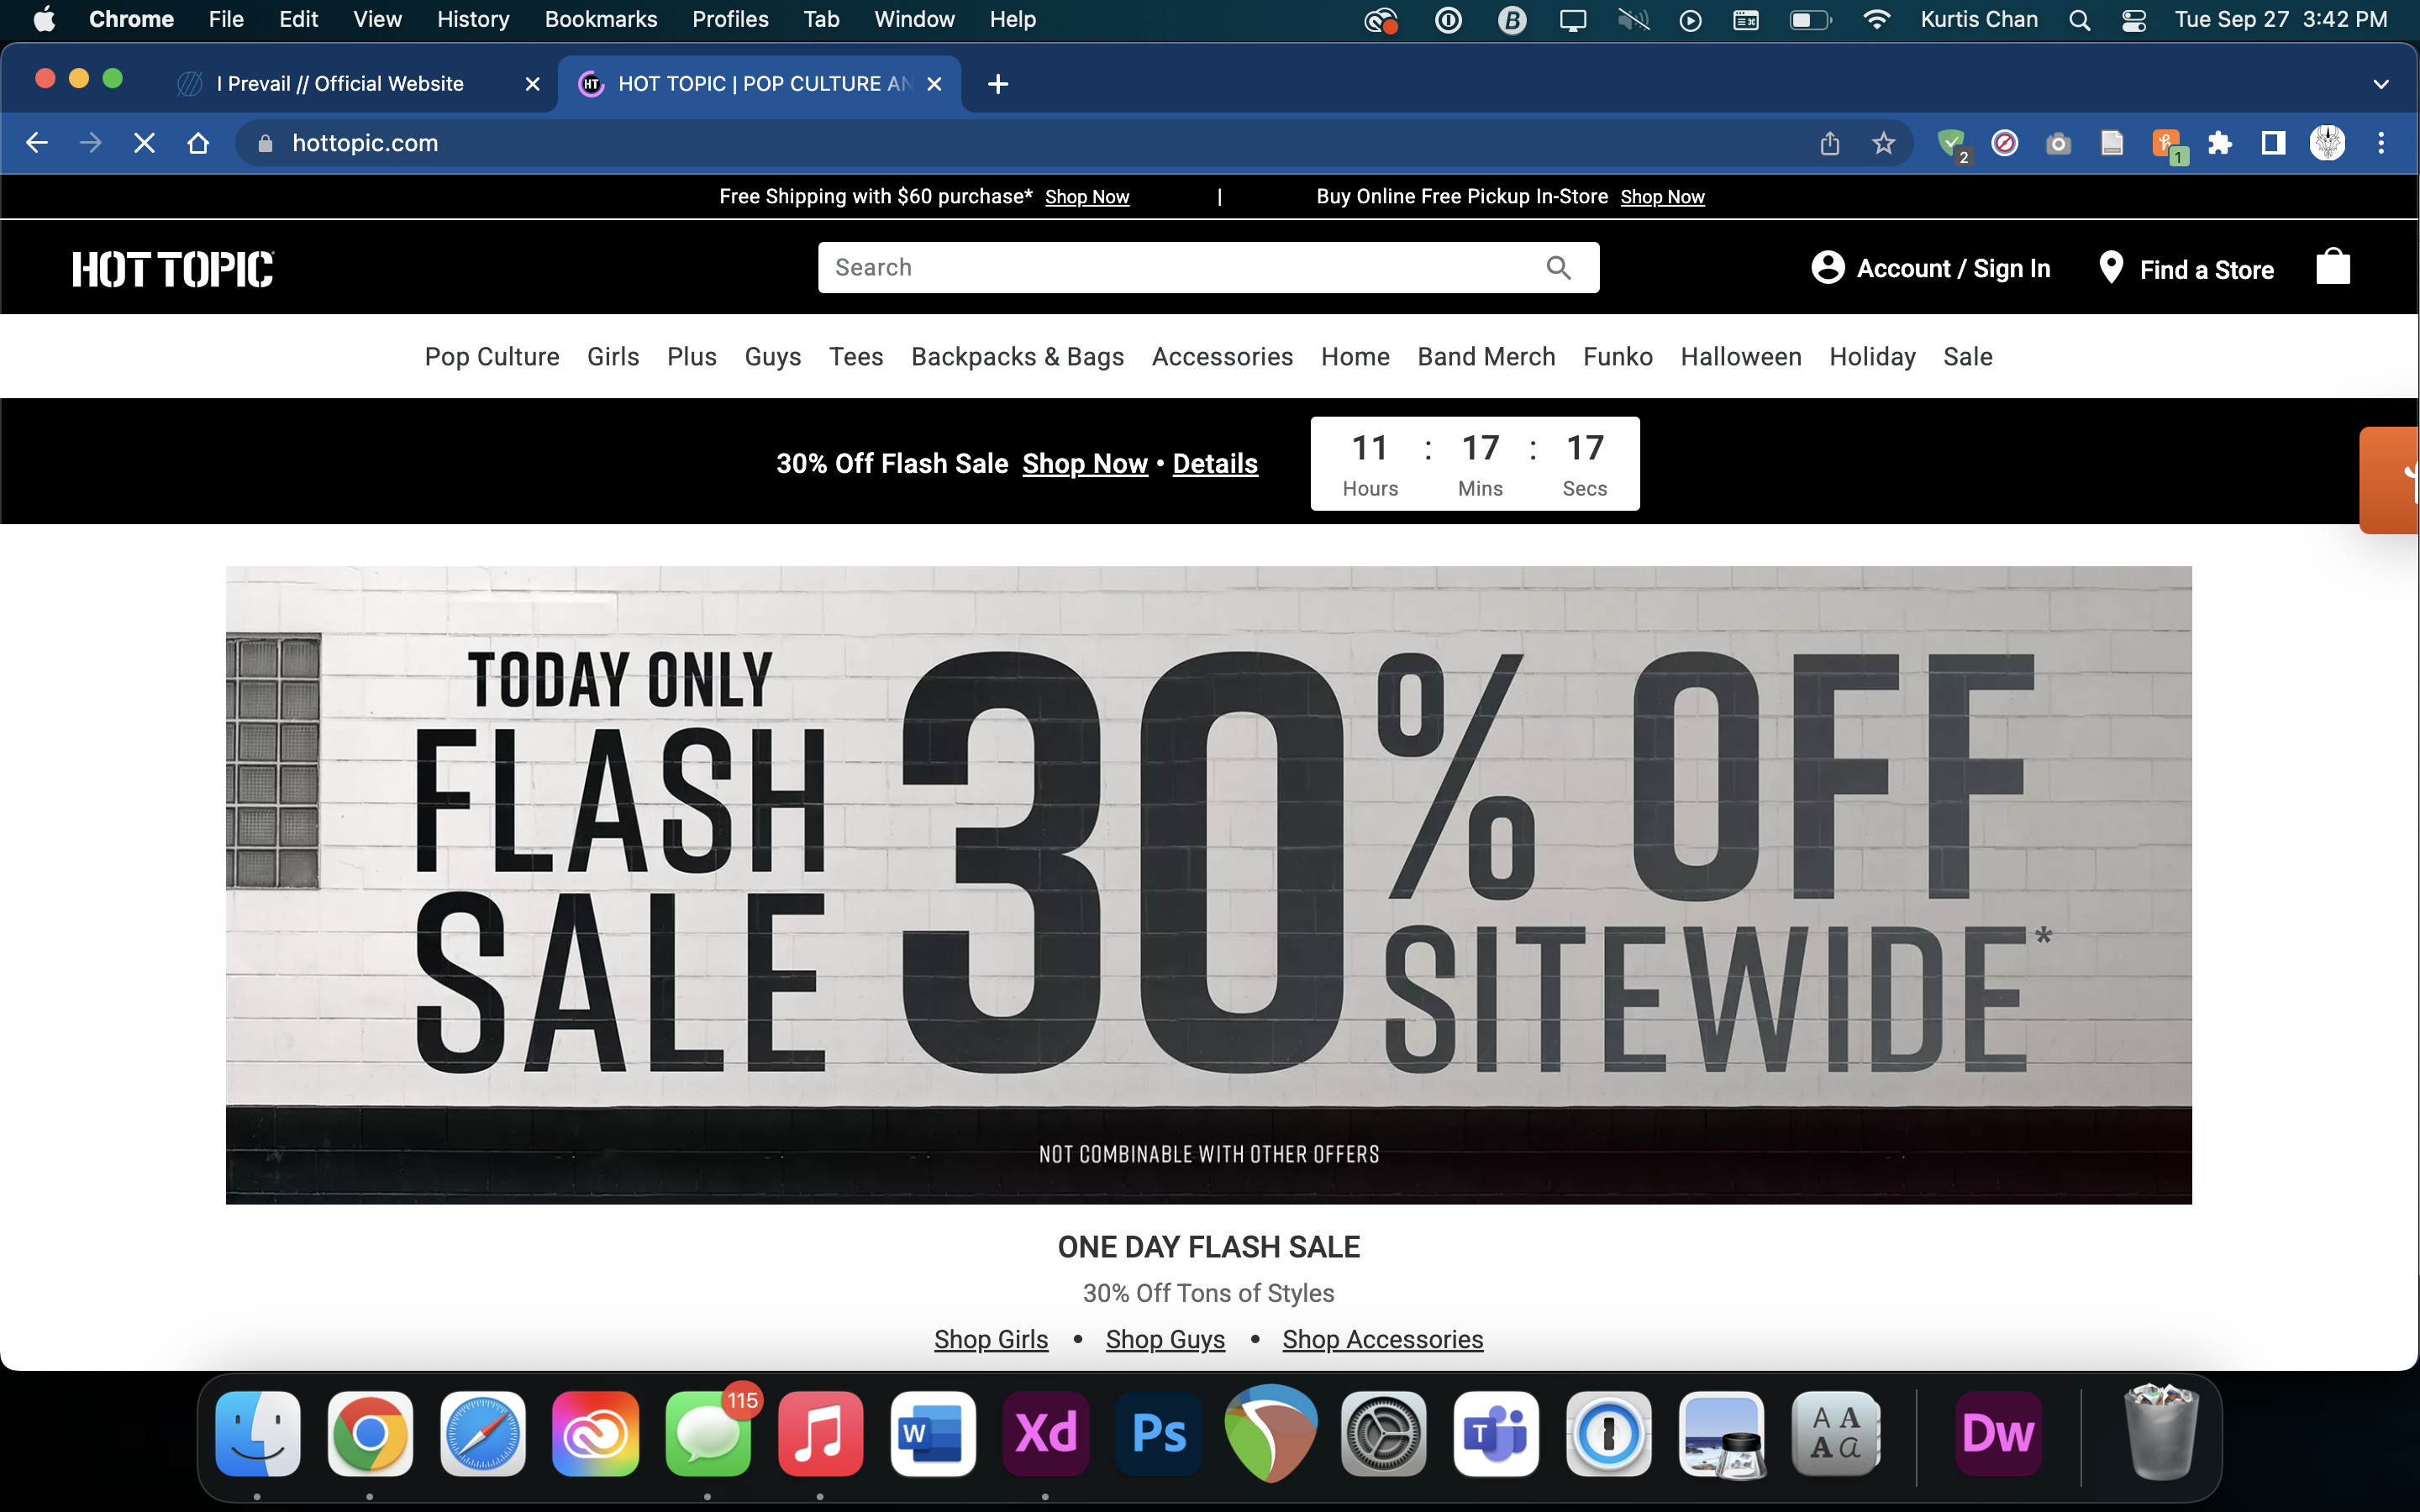 Chrome File Edit View History Bookmarks Profiles Tab Window Help Kurtis Chan Tue Sep 27 3:42 PM
I Prevail // Official Website HOT TOPIC | POP CULTURE AN
hottopic.com 2 1
Free Shipping with $60 purchase* Shop Now | Buy Online Free Pickup In-Store Shop Now
HOT TOPIC Search Account / Sign In Find a Store
Pop Culture Girls Plus Guys Tees Backpacks & Bags Accessories Home Band Merch Funko Halloween Holiday Sale
30% Off Flash Sale Shop Now • Details
11 : 17 : 17
Hours Mins Secs
TODAY ONLY
FLASH
SALE
30% OFF
SITEWIDE*
NOT COMBINABLE WITH OTHER OFFERS
ONE DAY FLASH SALE
30% Off Tons of Styles
Shop Girls • Shop Guys • Shop Accessories
115
W Xd Ps T A A A a Dw